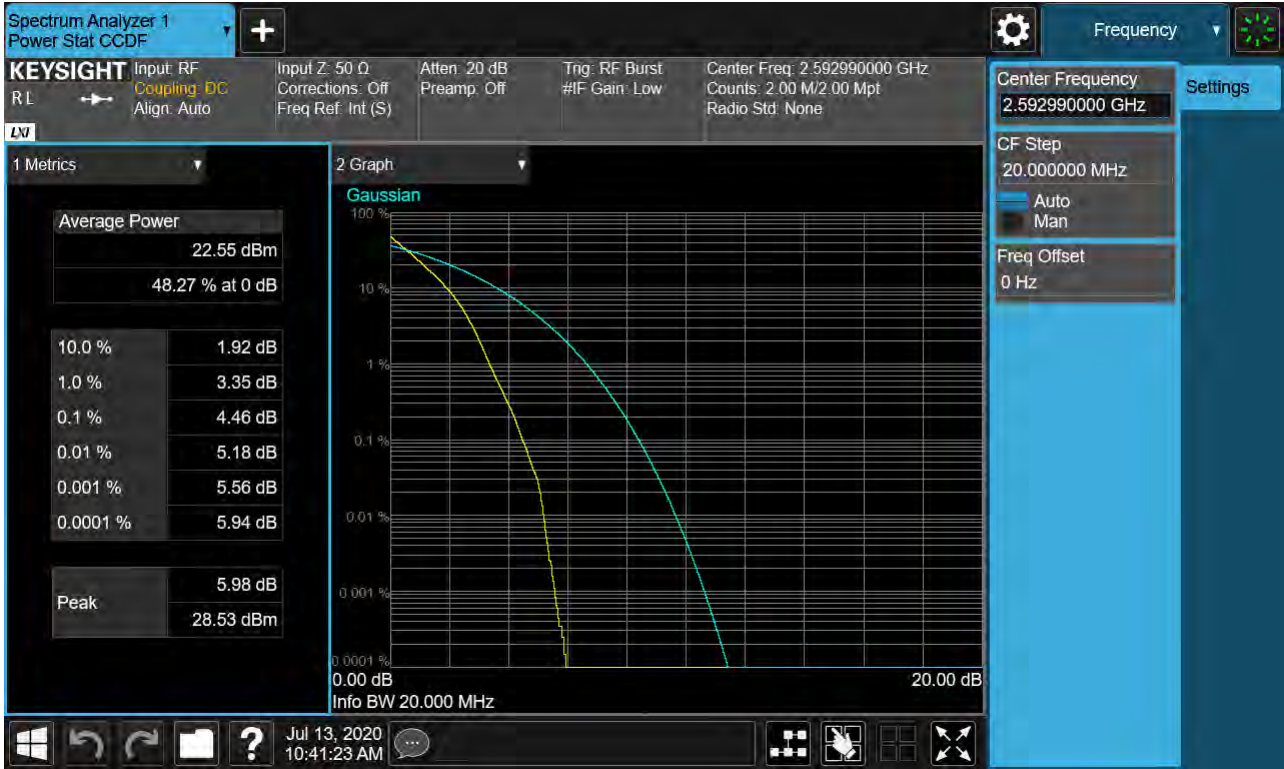 Spectrum Analyzer 1
Power Stat CCDF
Frequency
KEYSIGHT
RL
LXI
Input: RF
Coupling: DC
Align: Auto
Input Z: 50 Ω
Corrections: Off
Freq Ref: Int (S)
Atten: 20 dB
Preamp: Off
Trig: RF Burst
#IF Gain: Low
Center Freq: 2.592990000 GHz
Counts: 2.00 M/2.00 Mpt
Radio Std: None
Center Frequency
2.592990000 GHz
Settings
CF Step
20.000000 MHz
Auto
Man
Freq Offset
0 Hz
1 Metrics
Average Power
22.55 dBm
48.27 % at 0 dB
10.0 % 1.92 dB
1.0 % 3.35 dB
0.1 % 4.46 dB
0.01 % 5.18 dB
0.001 % 5.56 dB
0.0001 % 5.94 dB
Peak
5.98 dB
28.53 dBm
2 Graph
Gaussian
100 %
10 %
1 %
0.1 %
0.01 %
0.001 %
0.0001 %
0.00 dB 20.00 dB
Info BW 20.000 MHz
?
Jul 13, 2020
10:41:23 AM